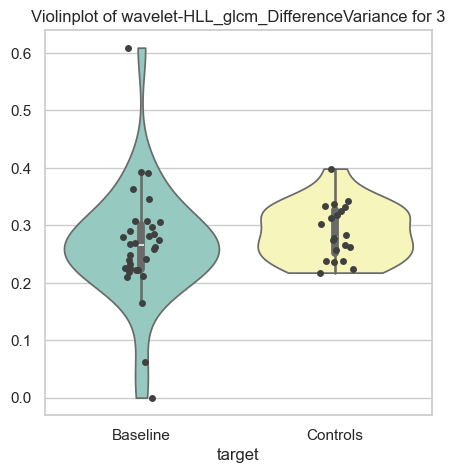 Violinplot of wavelet-HLL_glcm_DifferenceVariance for 3
0.6
0.5
0.4
0.3
0.2
0.1
0.0
Baseline Controls
target